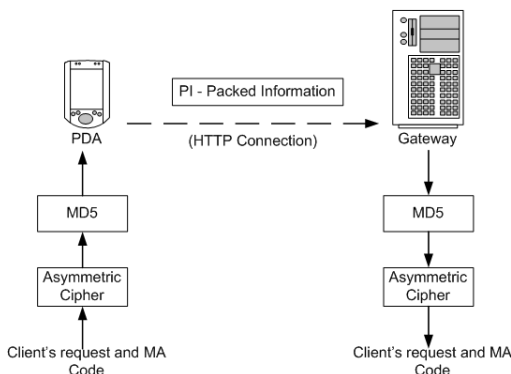 PI - Packed Information
(HTTP Connection)
PDA
Gateway
MD5
MD5
Asymmetric
Cipher
Asymmetric
Cipher
Client's request and MA
Code
Client's request and MA
Code